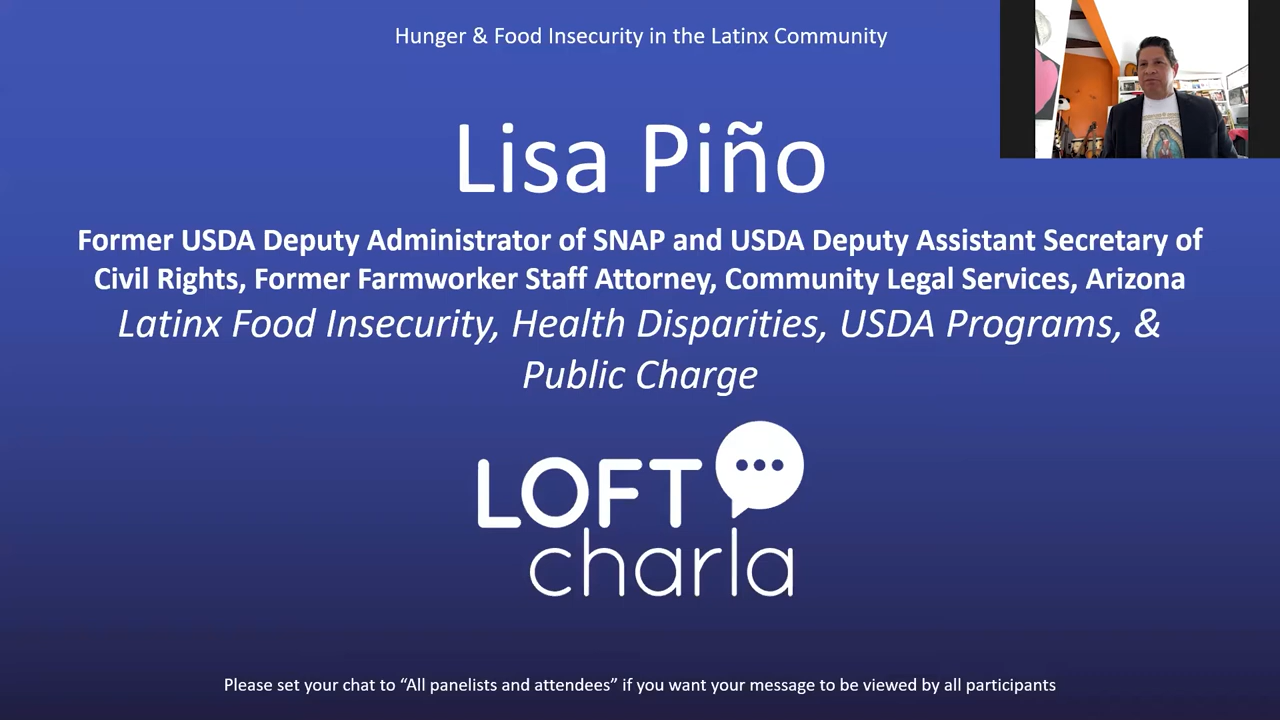 Hunger & Food Insecurity in the Latinx Community
Lisa Piño
Former USDA Deputy Administrator of SNAP and USDA Deputy Assistant Secretary of
Civil Rights, Former Farmworker Staff Attorney, Community Legal Services, Arizona
Latinx Food Insecurity, Health Disparities, USDA Programs, &
Public Charge
LOFT
charla
Please set your chat to “All panelists and attendees” if you want your message to be viewed by all participants